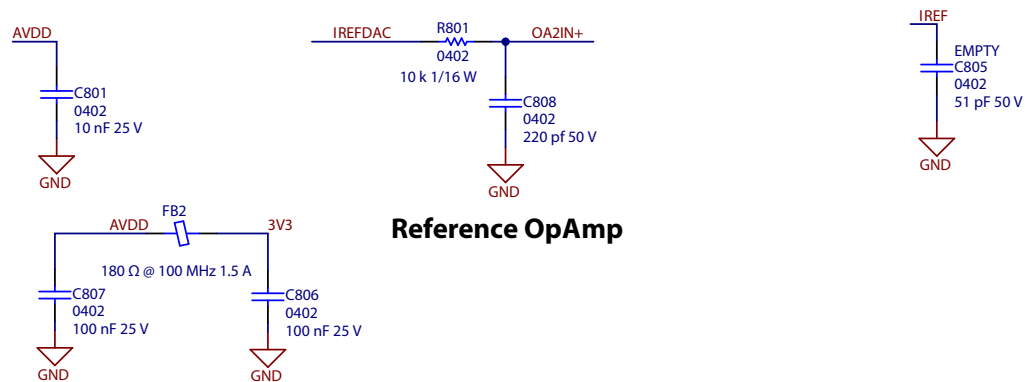 AVDD
C801
0402
10 nF 25 V
GND
IREFDAC
R801
OA2IN+
0402
10 k 1/16 W
C808
0402
220 pf 50 V
GND
IREF
EMPTY
C805
0402
51 pF 50 V
GND
FB2
AVDD
3V3
180 Ω @ 100 MHz 1.5 A
C807
0402
100 nF 25 V
GND
C806
0402
100 nF 25 V
GND
Reference OpAmp